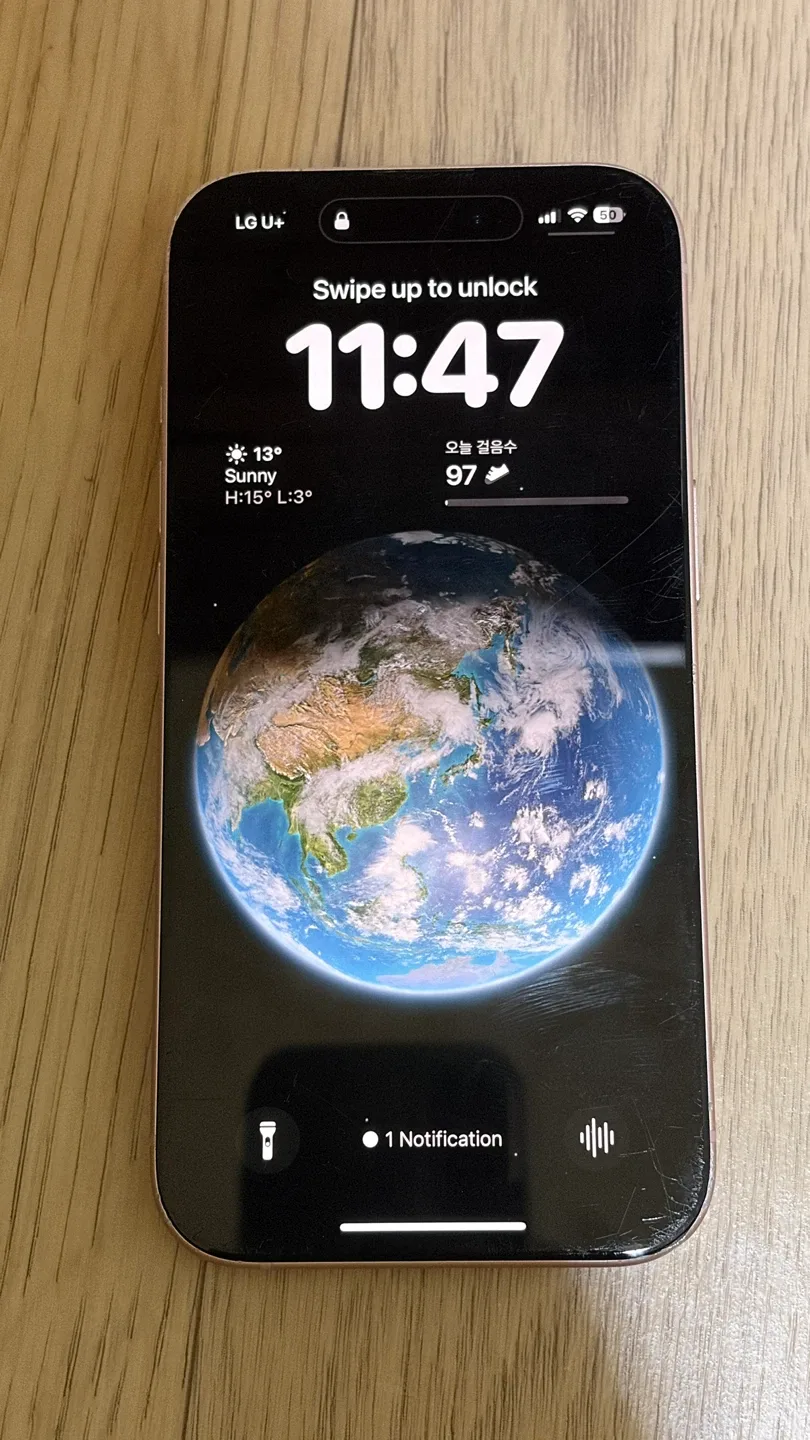 LG U+
50
Swipe up to unlock
11:47
13°
Sunny
H:15° L:3°
오늘 걸음수
97
1 Notification